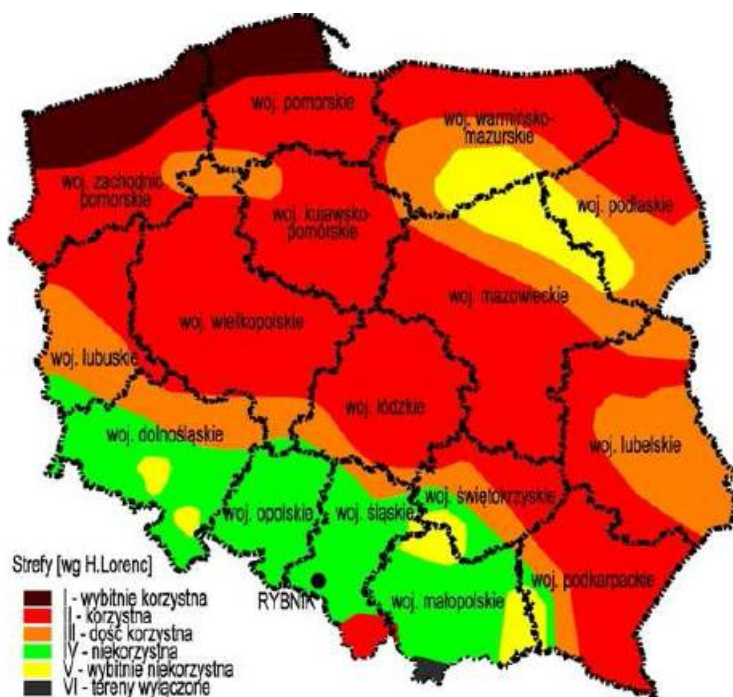 woj. pomorskie
woj. warmińsko-
mazurskie
woj. zachodnio
pomorskie
woj. podlaskie
woj. kujawsko-
pomorskie
woj. mazowieckie
woj. wielkopolskie
woj. lubuskie
woj. łódzkie
woj. dolnośląskie
woj. lubelskie
woj. świętokrzyskie
woj. opolskie
woj. śląskie
Strefy [wg H.Lorenc]
woj. podkarpackie
woj. małopolskie
RYBNIK
I - wybitnie korzystna
II - korzystna
III - dość korzystna
IV - niekorzystna
V - wybitnie niekorzystna
VI - tereny wyłączone